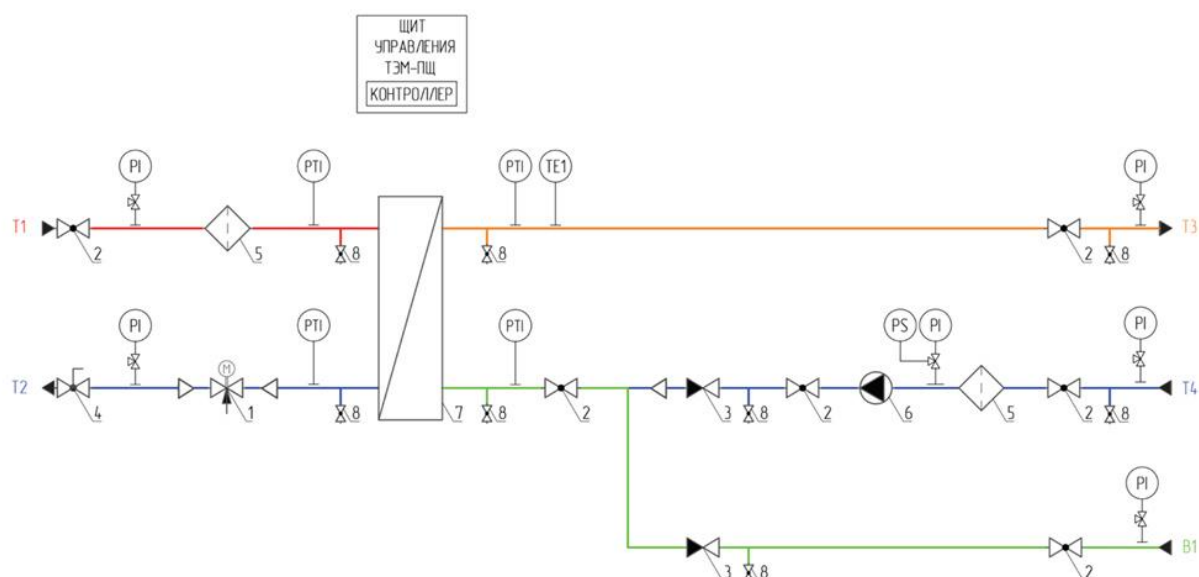 ЩИТ
УПРАВЛЕНИЯ
ТЭМ-ПЩ
КОНТРОЛЛЕР
PI PTI PTI TE1 PI
T1 T3
2 5 8 8 2 8
PI PTI PTI PS PI PI
T2 T4
4 M 1 8 7 8 2 3 8 2 6 5 2 8
PI
B1
3 8 2